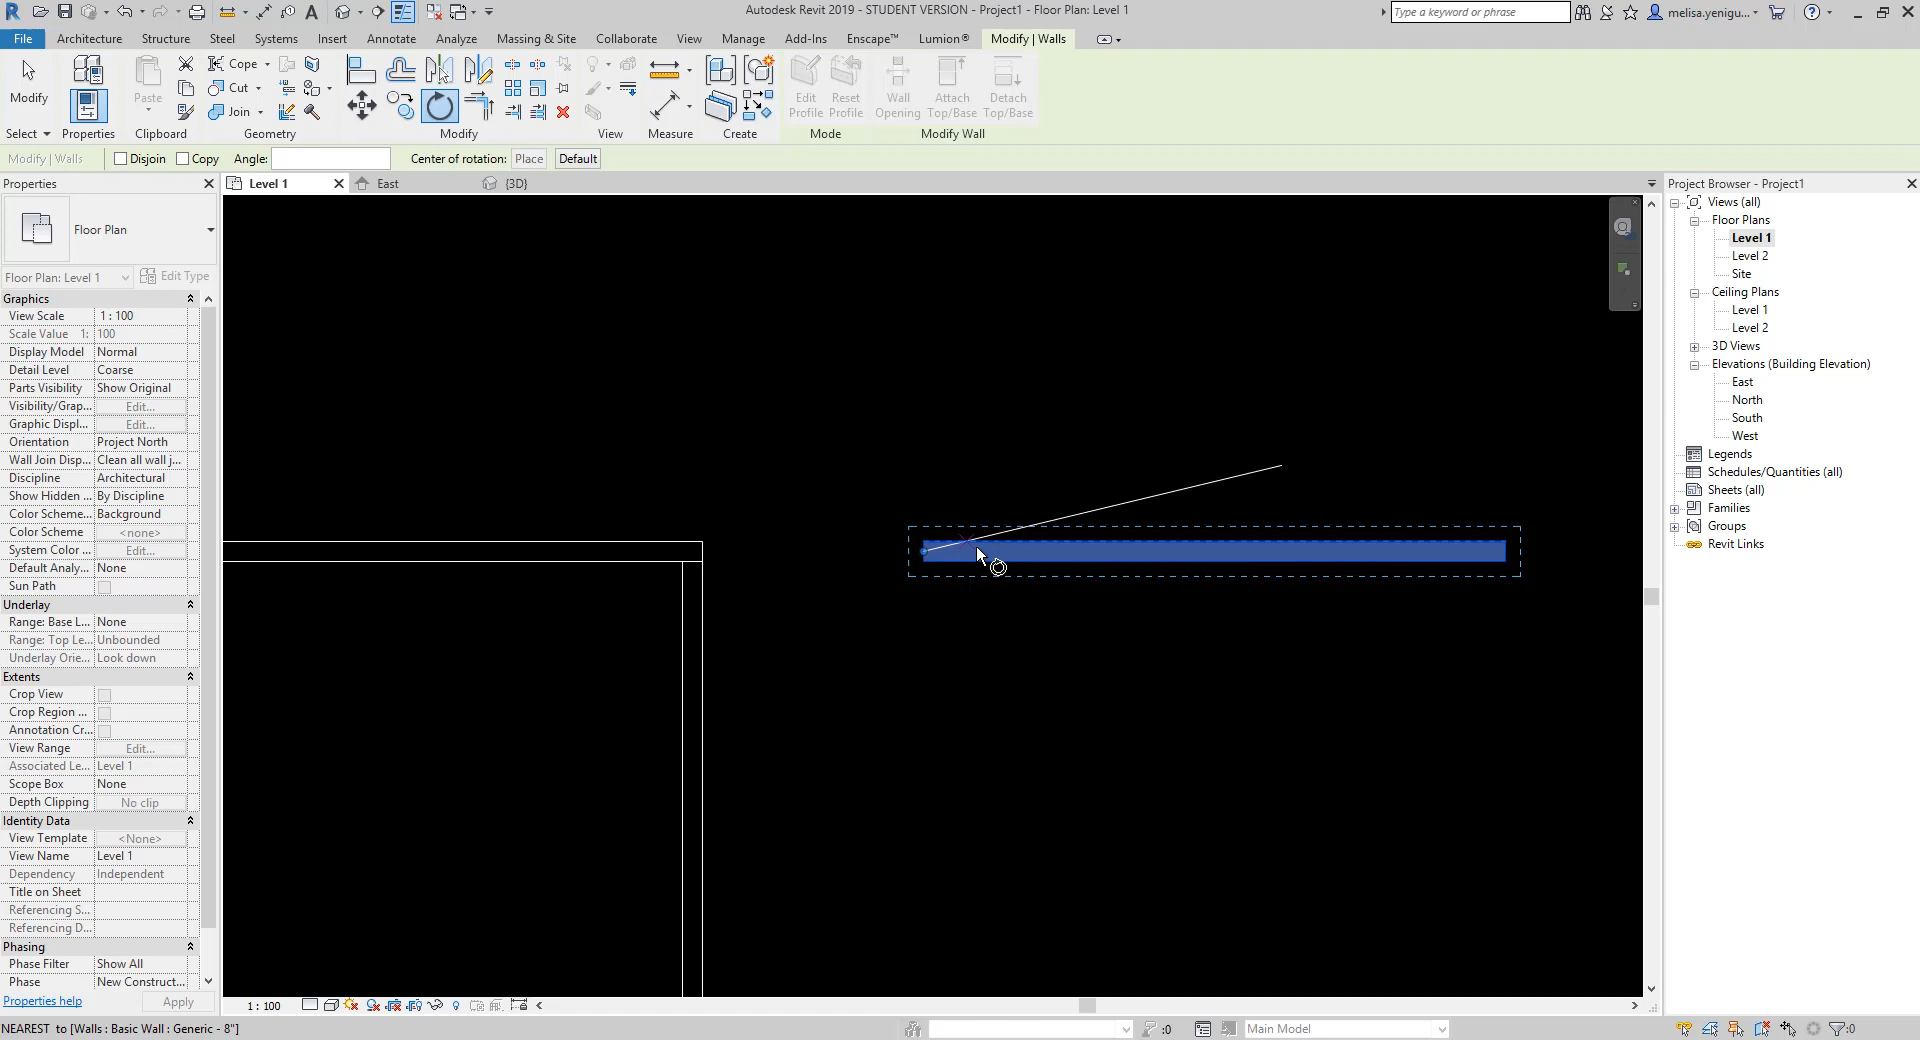 Autodesk Revit 2019 - STUDENT VERSION - Project1 - Floor Plan: Level 1
Type a keyword or phrase
melisa.yenigu...
File Architecture Structure Steel Systems Insert Annotate Analyze Massing & Site Collaborate View Manage Add-Ins Enscape™ Lumion® Modify | Walls
Modify
Paste
Cope
Cut
Join
Edit Profile
Reset Profile
Wall Opening
Attach Top/Base
Detach Top/Base
Select Properties Clipboard Geometry Modify View Measure Create Mode Modify Wall
Modify | Walls Disjoin Copy Angle: Center of rotation: Place Default
Properties
Level 1 East {3D}
Floor Plan
Floor Plan: Level 1 Edit Type
Graphics
View Scale 1 : 100
Scale Value 1: 100
Display Model Normal
Detail Level Coarse
Parts Visibility Show Original
Visibility/Grap... Edit...
Graphic Displ... Edit...
Orientation Project North
Wall Join Disp... Clean all wall j...
Discipline Architectural
Show Hidden ... By Discipline
Color Scheme... Background
Color Scheme <none>
System Color ... Edit...
Default Analy... None
Sun Path
Underlay
Range: Base L... None
Range: Top Le... Unbounded
Underlay Orie... Look down
Extents
Crop View
Crop Region ...
Annotation Cr...
View Range Edit...
Associated Le... Level 1
Scope Box None
Depth Clipping No clip
Identity Data
View Template <None>
View Name Level 1
Dependency Independent
Title on Sheet
Referencing S...
Referencing D...
Phasing
Phase Filter Show All
Phase New Construct...
Properties help Apply
1 : 100
Project Browser - Project1
Views (all)
Floor Plans
Level 1
Level 2
Site
Ceiling Plans
Level 1
Level 2
3D Views
Elevations (Building Elevation)
East
North
South
West
Legends
Schedules/Quantities (all)
Sheets (all)
Families
Groups
Revit Links
NEAREST to [Walls : Basic Wall : Generic - 8"]
:0
Main Model
:0